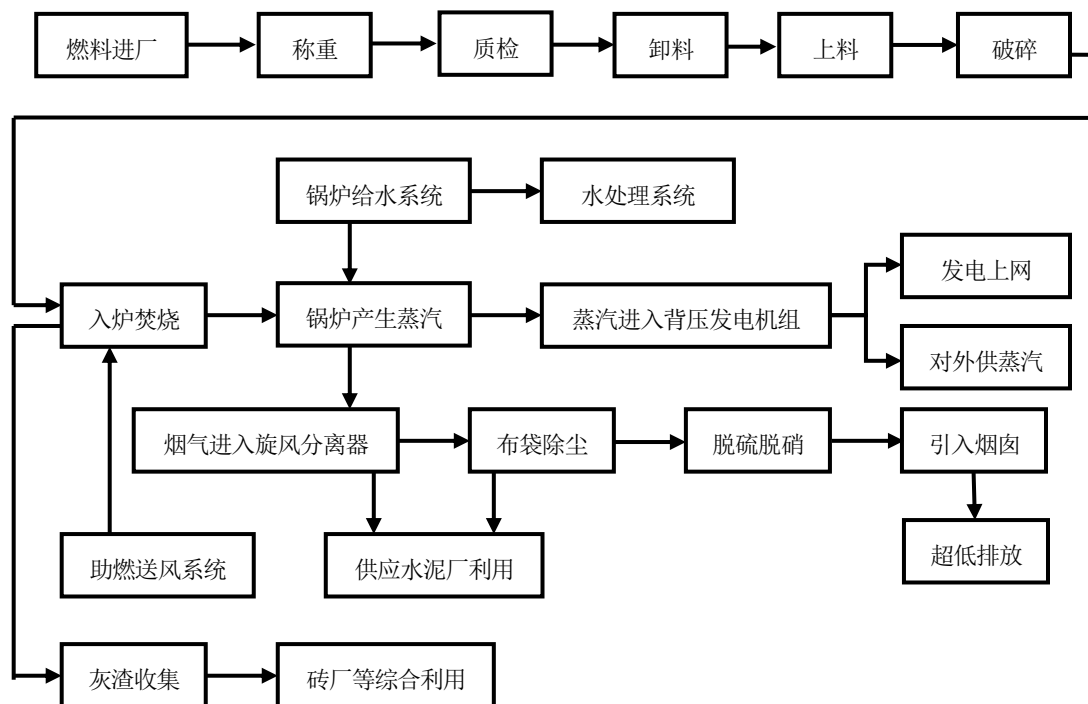 燃料进厂
称重
质检
卸料
上料
破碎
锅炉给水系统
水处理系统
发电上网
入炉焚烧
锅炉产生蒸汽
蒸汽进入背压发电机组
对外供蒸汽
烟气进入旋风分离器
布袋除尘
脱硫脱硝
引入烟囱
助燃送风系统
供应水泥厂利用
超低排放
灰渣收集
砖厂等综合利用